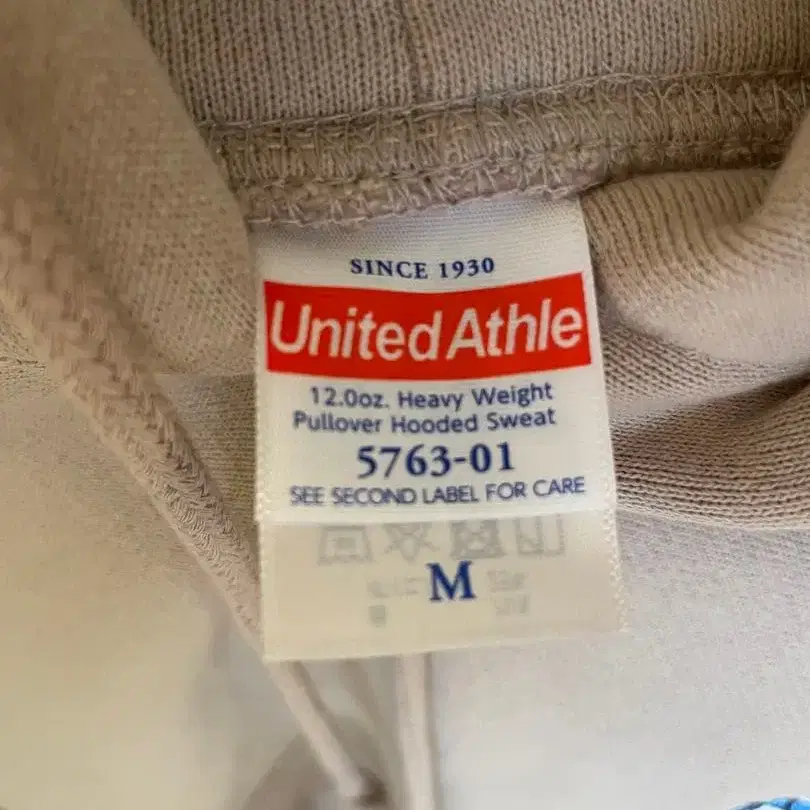 SINCE 1930
United Athle
12.0oz. Heavy Weight
Pullover Hooded Sweat
5763-01
SEE SECOND LABEL FOR CARE
M